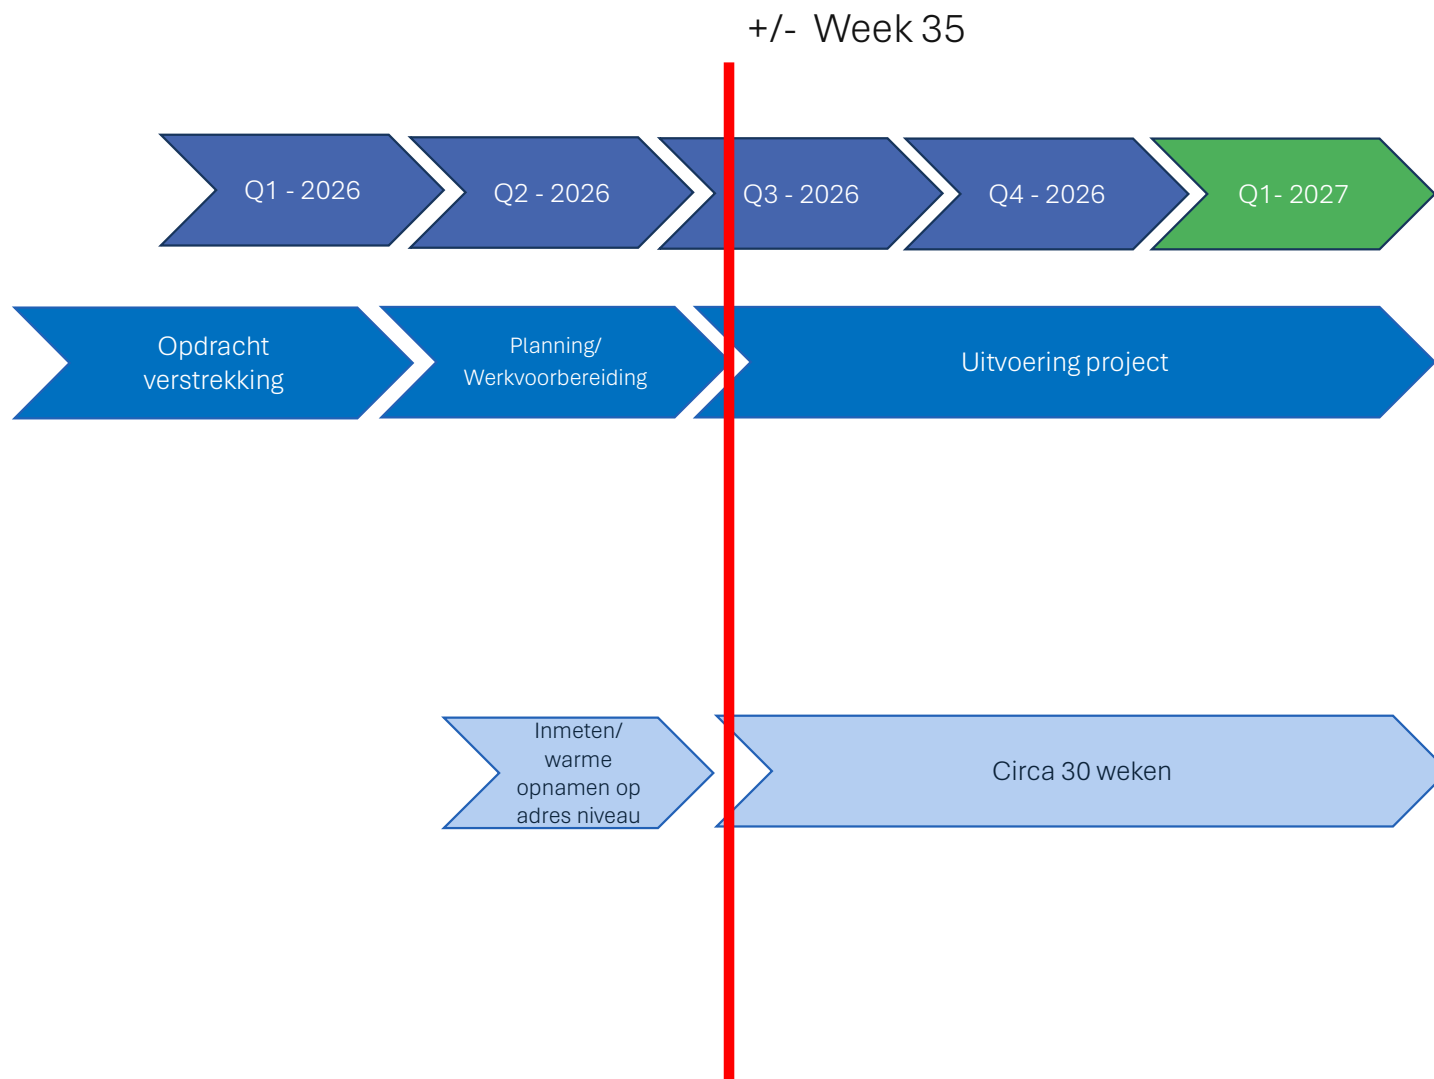 +/-  Week 35
Q1 - 2026
Q2 - 2026
Q3 - 2026
Q4 - 2026
Q1- 2027
Opdracht
verstrekking
Planning/
Werkvoorbereiding
Uitvoering project
Inmeten/
warme
opnamen op
adres niveau
Circa 30 weken